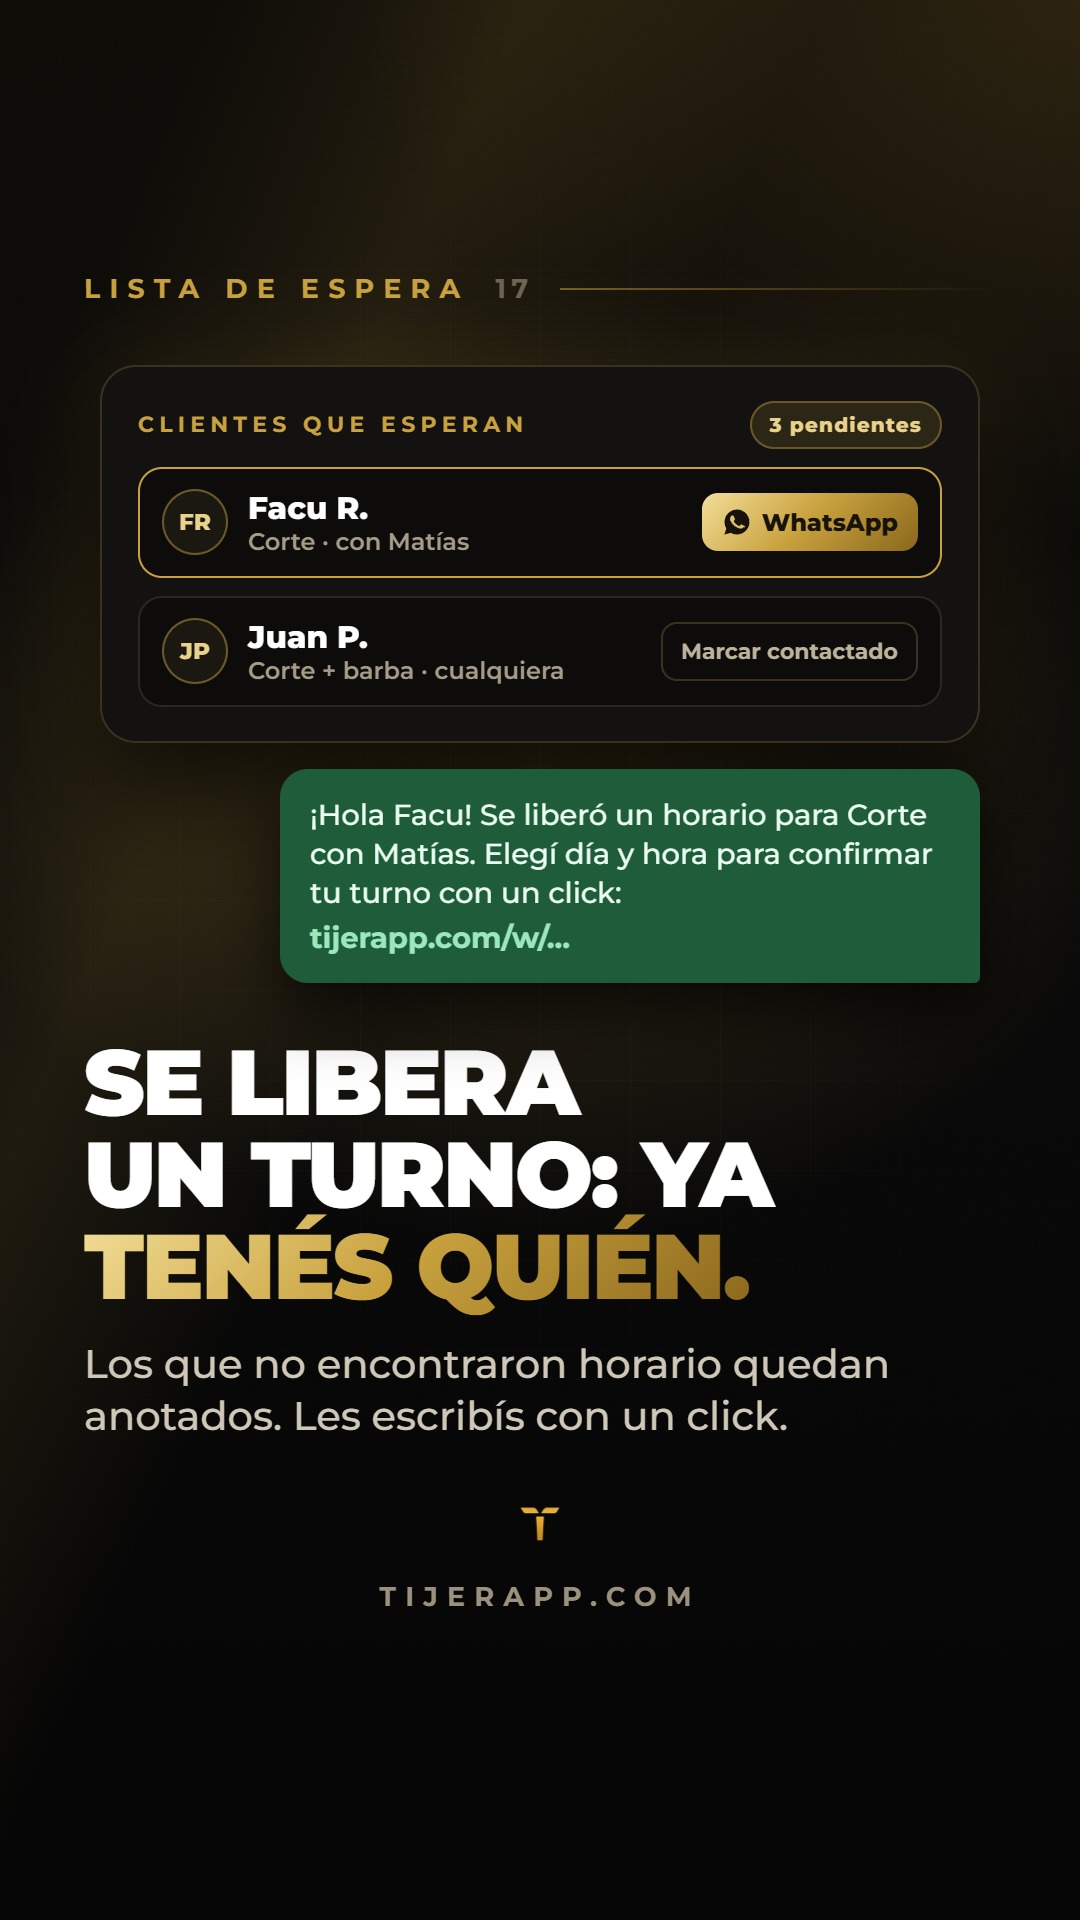 LISTA DE ESPERA 17
CLIENTES QUE ESPERAN
3 pendientes
FR
Facu R.
Corte · con Matías
WhatsApp
JP
Juan P.
Corte + barba · cualquiera
Marcar contactado
¡Hola Facu! Se liberó un horario para Corte
con Matías. Elegí día y hora para confirmar
tu turno con un click:
tijerapp.com/w/...
SE LIBERA
UN TURNO: YA
TENÉS QUIÉN.
Los que no encontraron horario quedan
anotados. Les escribís con un click.
TIJERAPP.COM